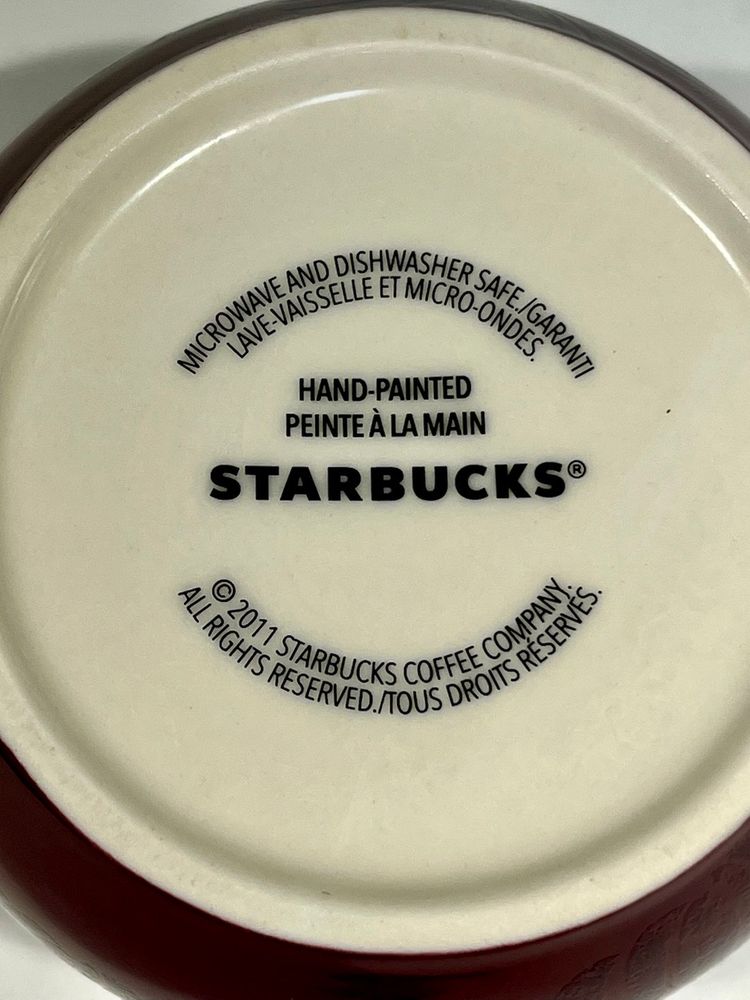 MICROWAVE AND DISHWASHER SAFE./GARANTI
LAVE-VAISSELLE ET MICRO-ONDES.
HAND-PAINTED
PEINTE À LA MAIN
STARBUCKS®
© 2011 STARBUCKS COFFEE COMPANY.
ALL RIGHTS RESERVED./TOUS DROITS RÉSERVÉS.